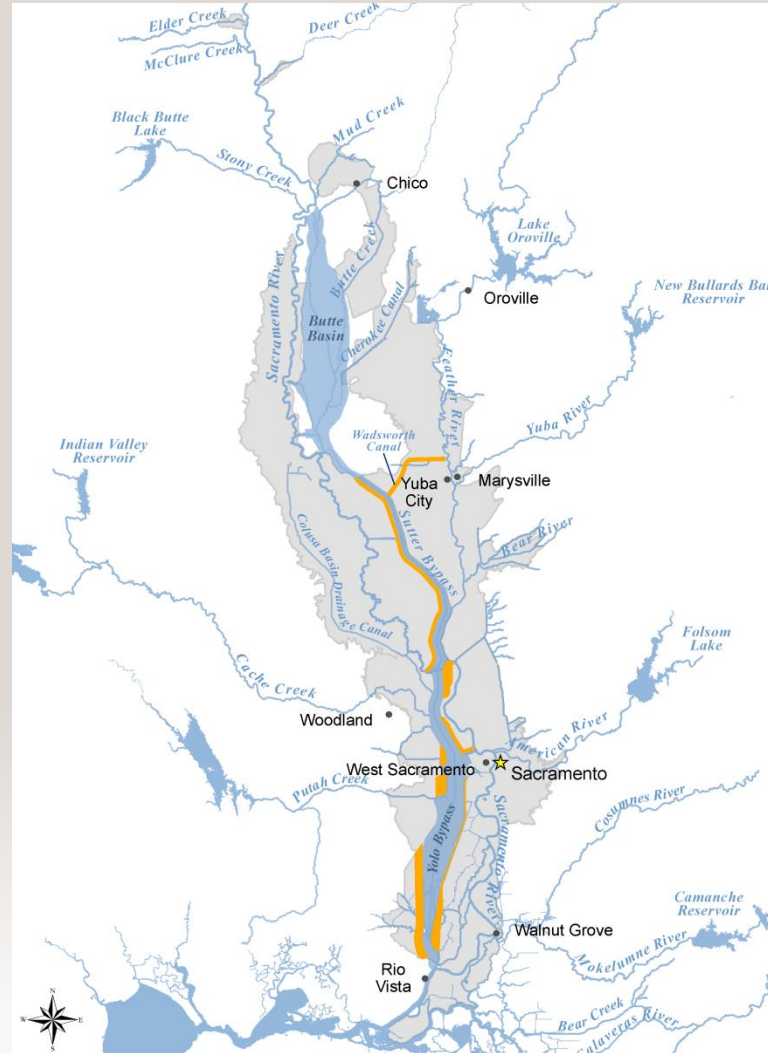 Elder Creek
Deer Creek
McClure Creek
Mud Creek
Black Butte
Lake
Stony Creek
Chico
Lake
Oroville
Butte Creek
Sacramento River
New Bullards Ba
Reservoir
Oroville
Butte
Basin
Cherokee Canal
Feather River
Yuba River
Wadsworth
Canal
Indian Valley
Reservoir
Yuba
City
Marysville
Sutter Bypass
Bear River
Colusa Basin Drainage Canal
Folsom
Lake
Cache Creek
Woodland
American River
West Sacramento
Sacramento
Putah Creek
Sacramento River
Cosumnes River
Yolo Bypass
Camanche
Reservoir
Walnut Grove
Mokelumne River
Rio
Vista
Bear Creek
Calaveras River
N
W
E
S